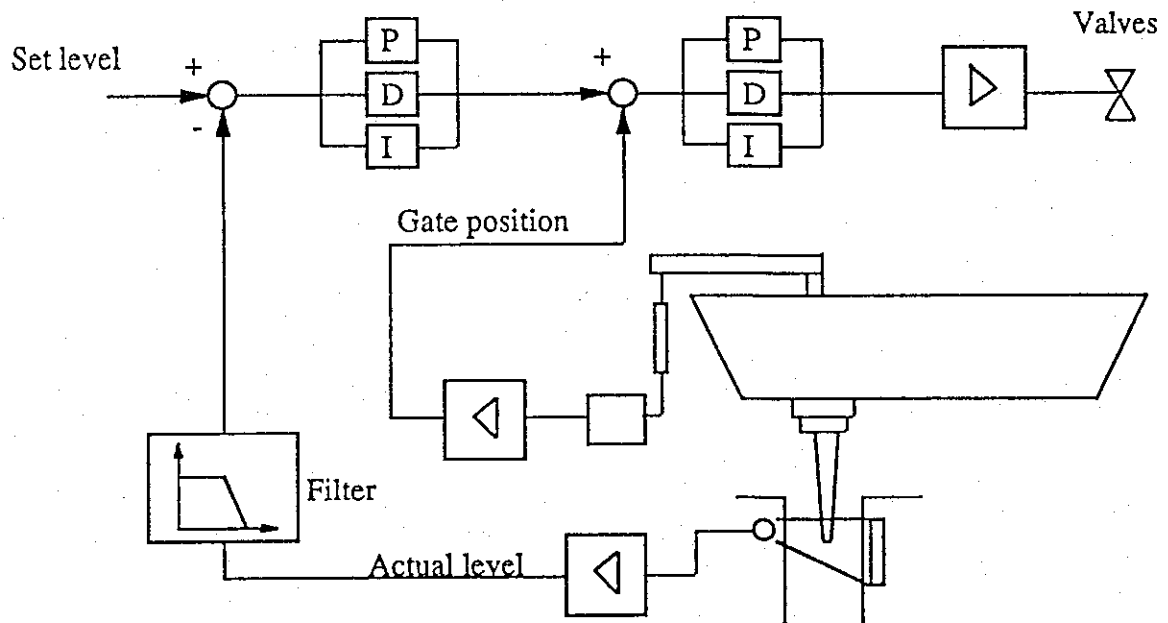 Valves
Set level
+
-
P
D
I
+
P
D
I
Gate position
Filter
Actual level